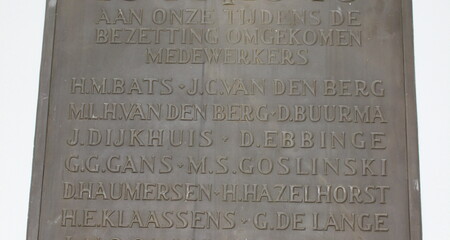 AAN ONZE TIJDENS DE
BEZETTING OMGEKOMEN
MEDEWERKERS
H.M.BATS · J.C.VAN DEN BERG
M.L.H.VAN DEN BERG · D.BUURMA
J.DIJKHUIS · D.EBBINGE
G.G.GANS · M.S.GOSLINSKI
D.HAUMERSEN · H.HAZELHORST
H.E.KLAASSENS · G.DE LANGE